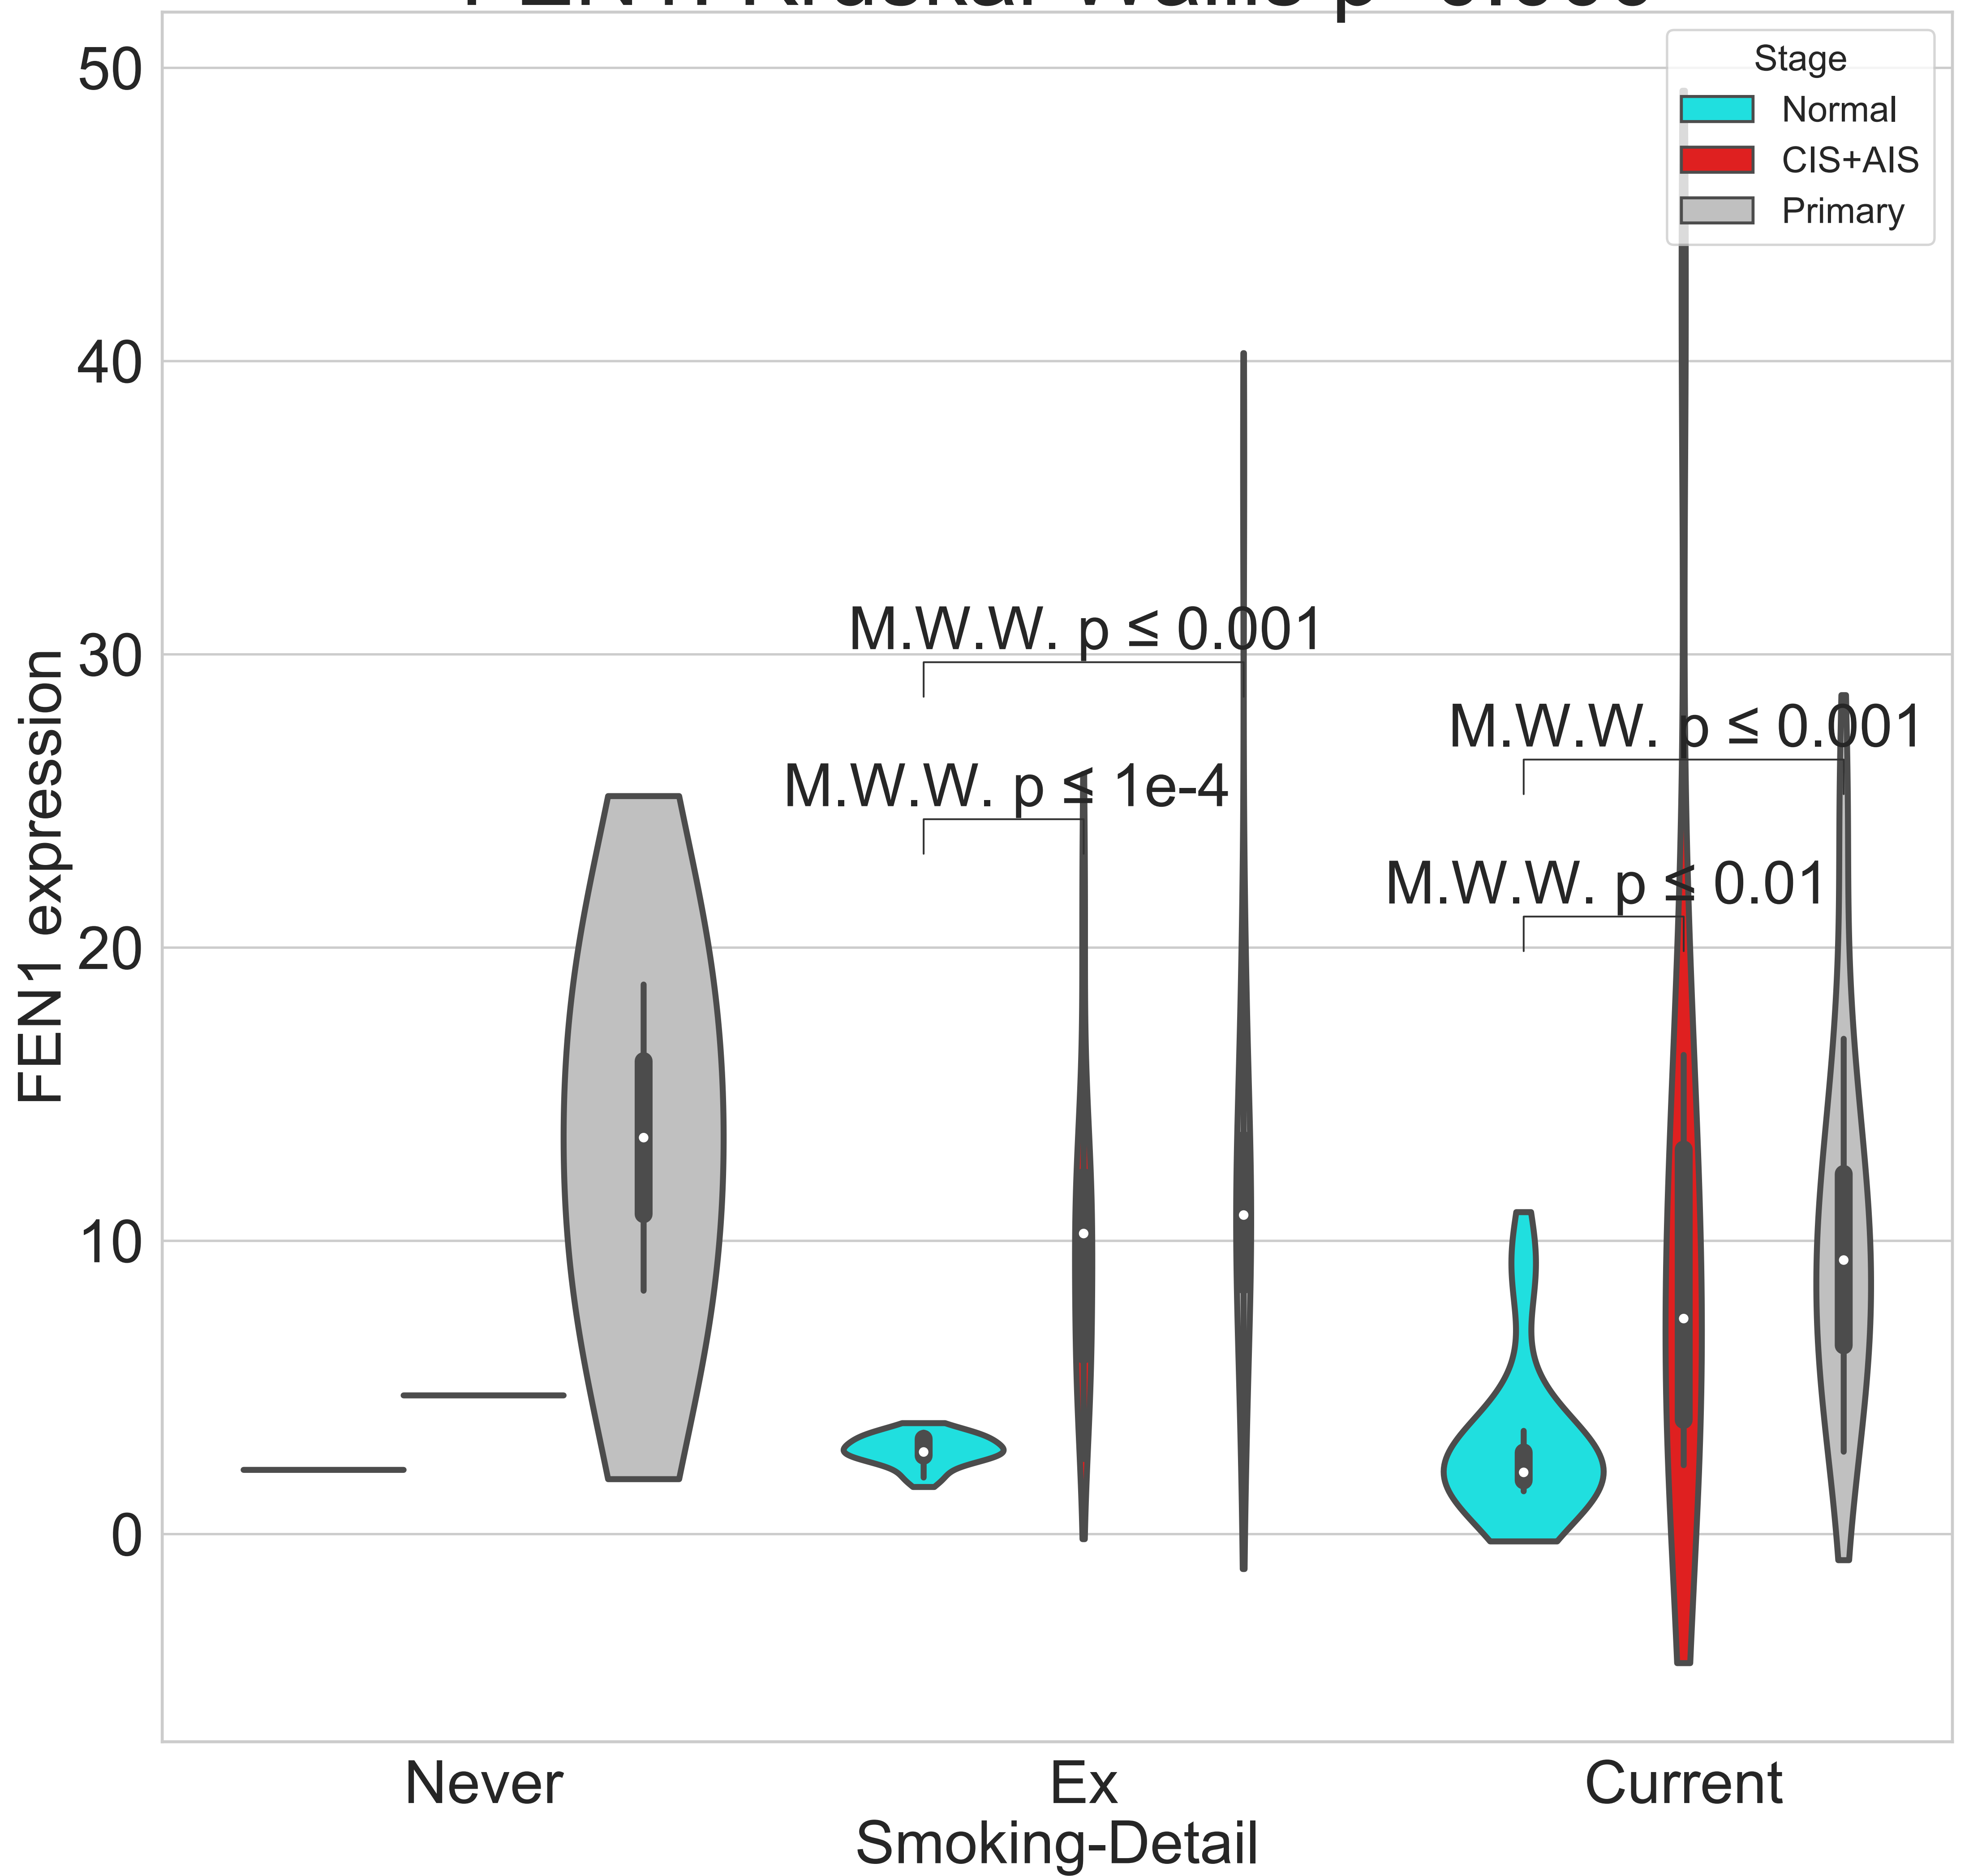 50
40
30
20
10
0
FEN1 expression
Stage
Normal
CIS+AIS
Primary
M.W.W. p ≤ 0.001
M.W.W. p ≤ 1e-4
M.W.W. p ≤ 0.001
M.W.W. p ≤ 0.01
Never
Ex
Current
Smoking-Detail